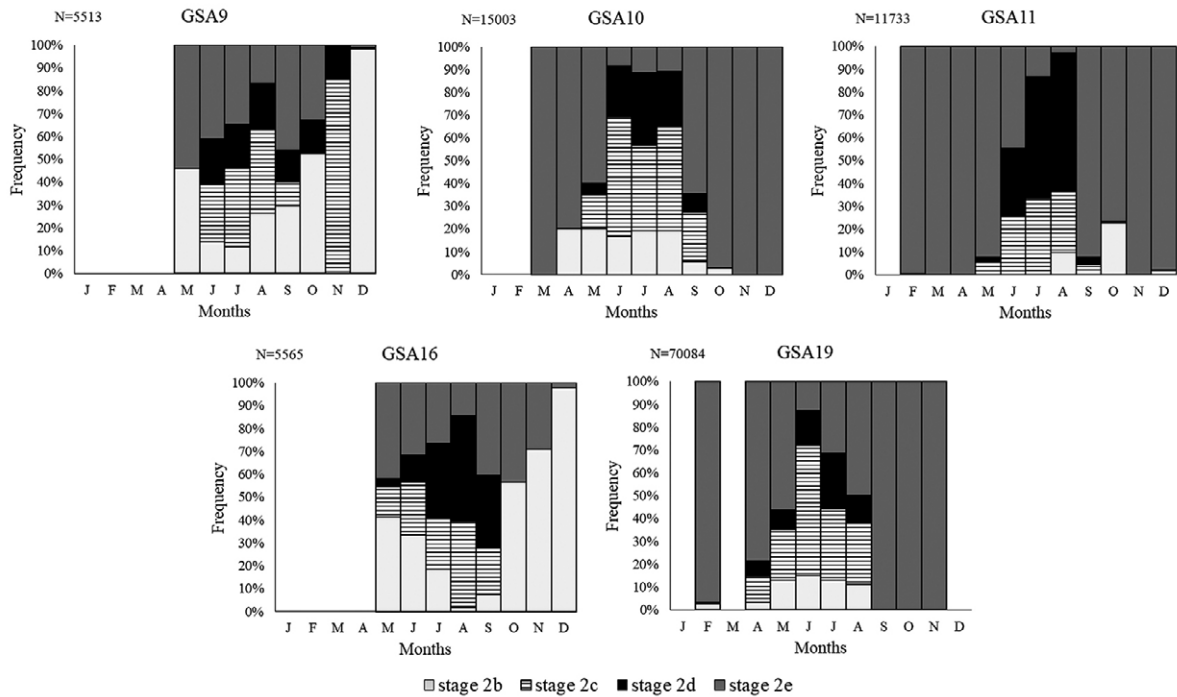 N=5513 GSA9
100%
90%
80%
70%
60%
50%
40%
30%
20%
10%
0%
Frequency
J F M A M J J A S O N D
Months
N=15003 GSA10
100%
90%
80%
70%
60%
50%
40%
30%
20%
10%
0%
Frequency
J F M A M J J A S O N D
Months
N=11733 GSA11
100%
90%
80%
70%
60%
50%
40%
30%
20%
10%
0%
Frequency
J F M A M J J A S O N D
Months
N=5565 GSA16
100%
90%
80%
70%
60%
50%
40%
30%
20%
10%
0%
Frequency
J F M A M J J A S O N D
Months
N=70084 GSA19
100%
90%
80%
70%
60%
50%
40%
30%
20%
10%
0%
Frequency
J F M A M J J A S O N D
Months
stage 2b stage 2c stage 2d stage 2e